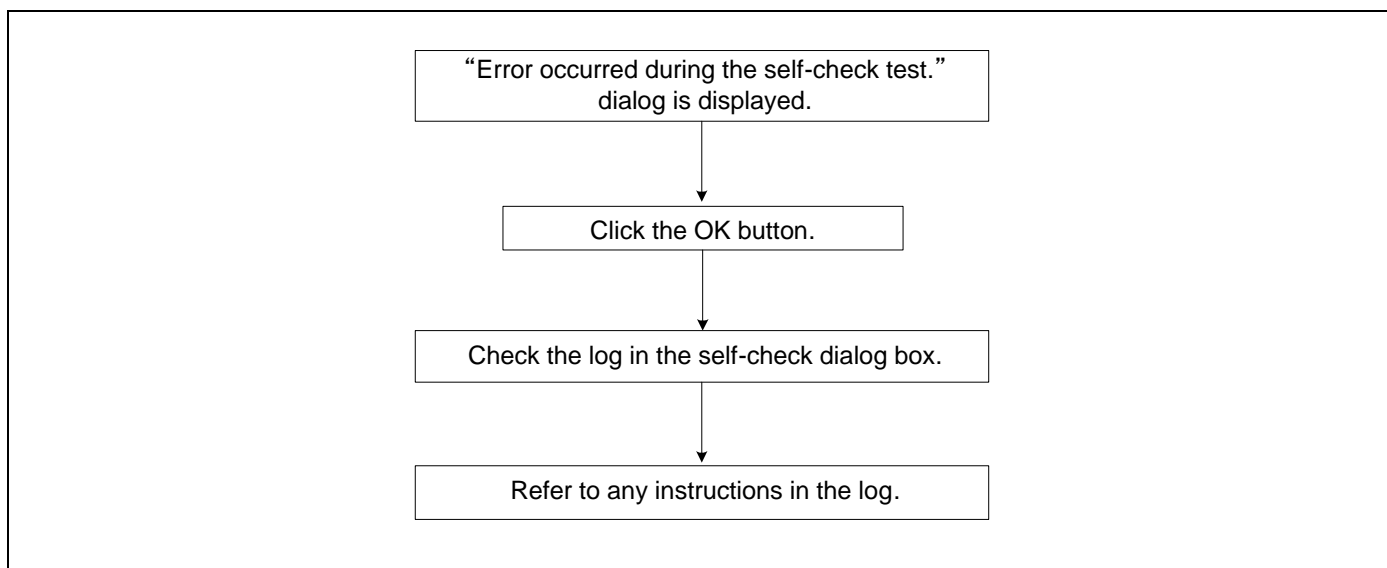 “Error occurred during the self-check test.”
dialog is displayed.
Click the OK button.
Check the log in the self-check dialog box.
Refer to any instructions in the log.